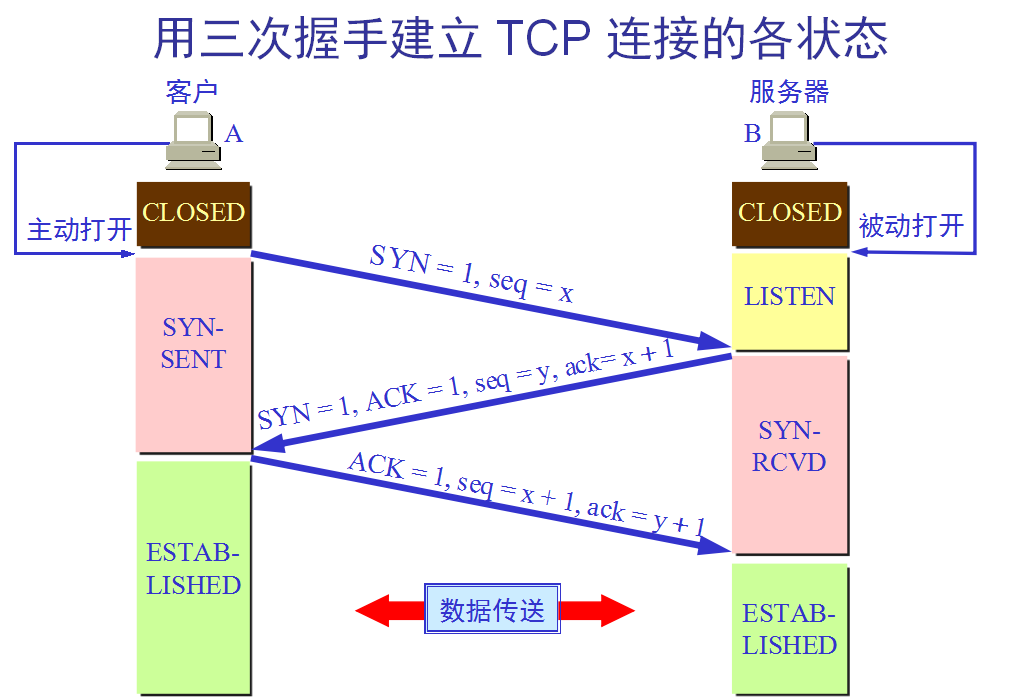 用三次握手建立 TCP 连接的各状态
客户
服务器
A
B
CLOSED
CLOSED
主动打开
被动打开
SYN = 1, seq = x
LISTEN
SYN-
SENT
SYN = 1, ACK = 1, seq = y, ack= x + 1
SYN-
RCVD
ACK = 1, seq = x + 1, ack = y + 1
ESTAB-
LISHED
数据传送
ESTAB-
LISHED